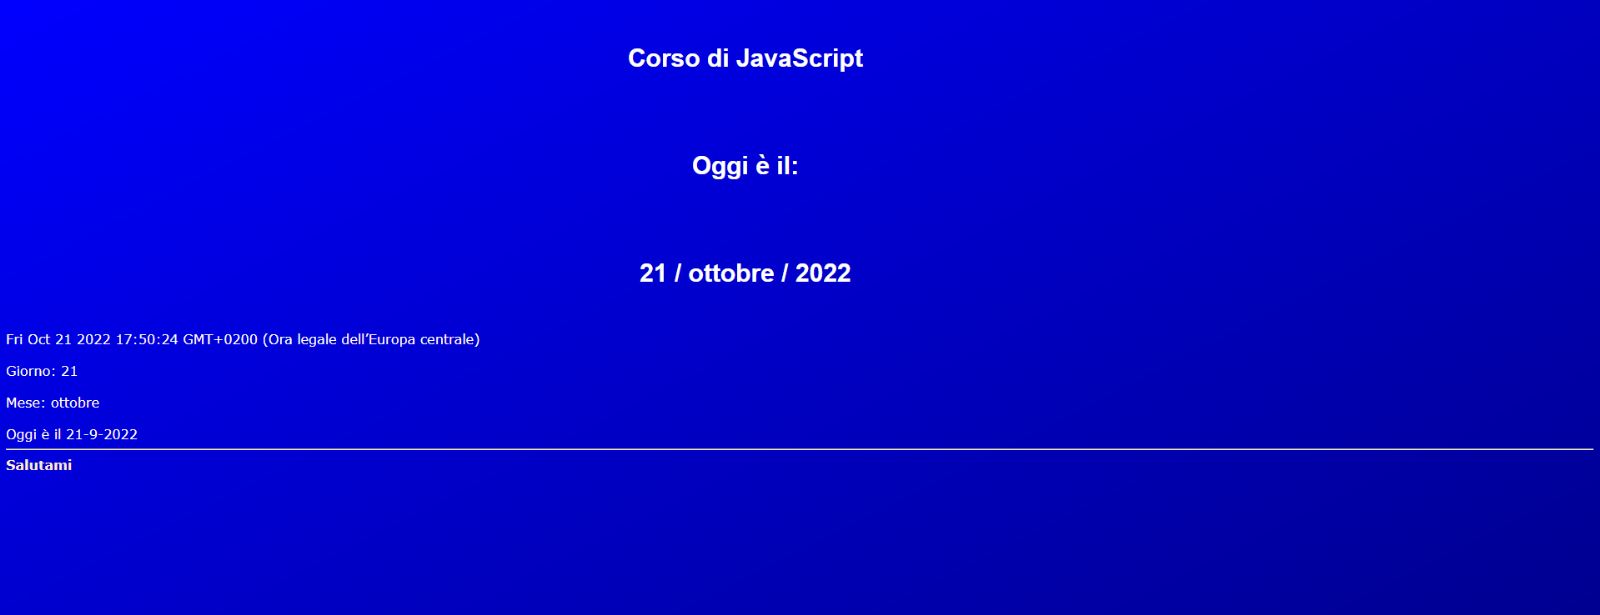 Corso di JavaScript
Oggi è il:
21 / ottobre / 2022
Fri Oct 21 2022 17:50:24 GMT+0200 (Ora legale dell’Europa centrale)
Giorno: 21
Mese: ottobre
Oggi è il 21-9-2022
Salutami